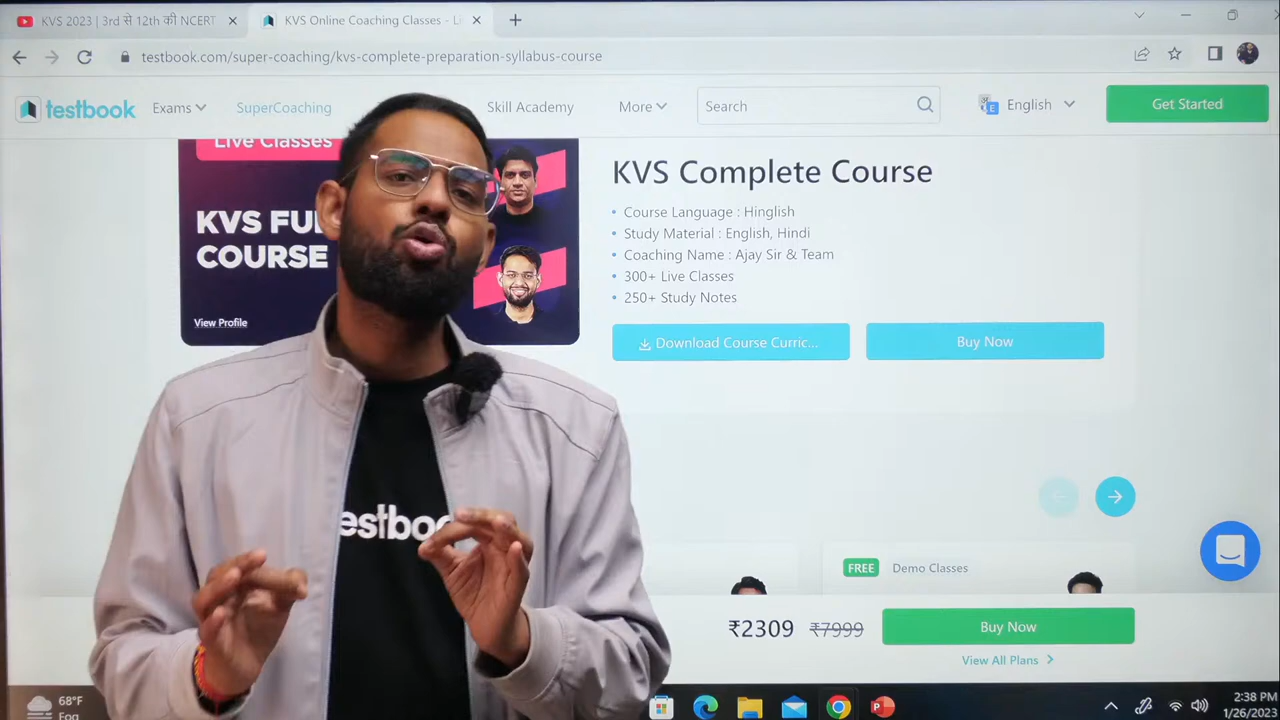 KVS 2023 | 3rd से 12th की NCERT
KVS Online Coaching Classes - Li
testbook.com/super-coaching/kvs-complete-preparation-syllabus-course
testbook
Exams
SuperCoaching
Skill Academy
More
Search
English
Get Started
Live Classes
KVS FUL
COURSE
View Profile
KVS Complete Course
• Course Language : Hinglish
• Study Material : English, Hindi
• Coaching Name : Ajay Sir & Team
• 300+ Live Classes
• 250+ Study Notes
Download Course Curric...
Buy Now
estboo
FREE
Demo Classes
₹2309 ₹7999
Buy Now
View All Plans
68°F
Fog
2:38 PM
1/26/2023